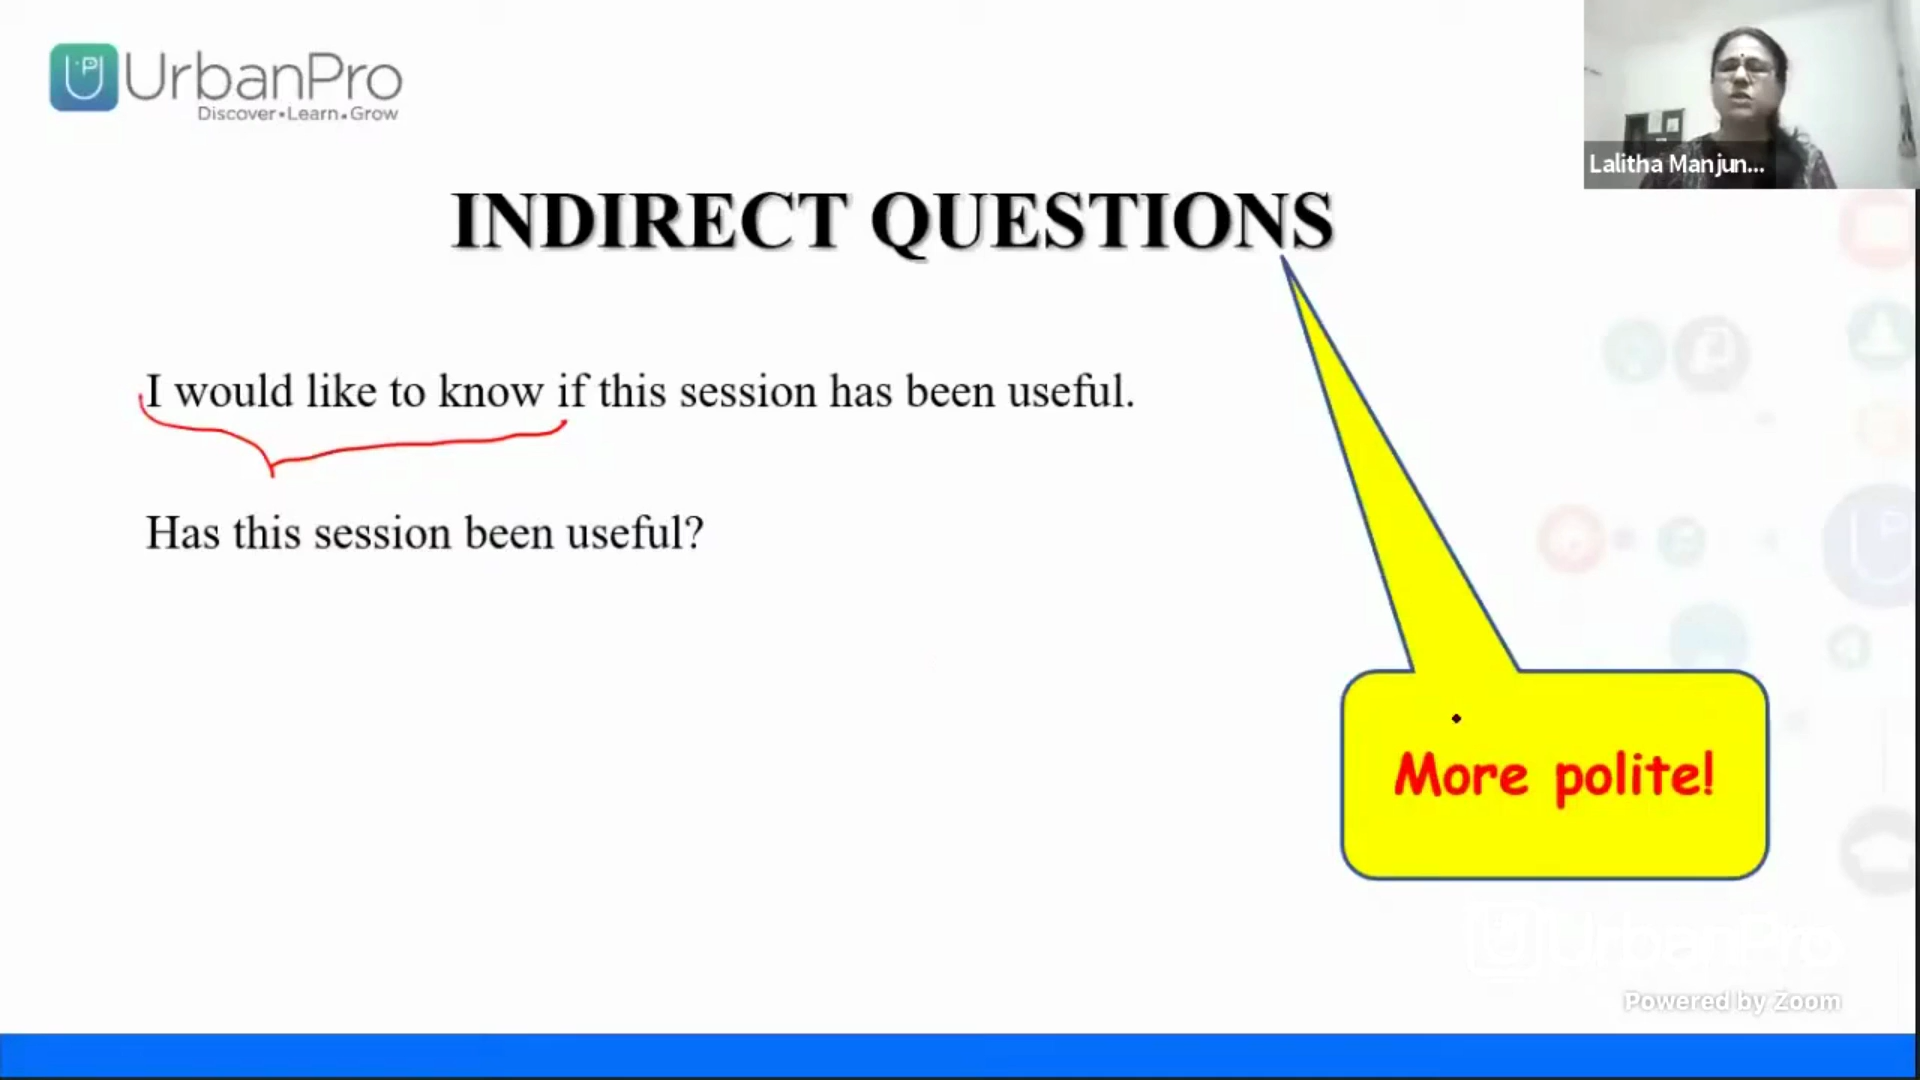 UrbanPro
Discover•Learn•Grow
Lalitha Manjun...
INDIRECT QUESTIONS
I would like to know if this session has been useful.
Has this session been useful?
More polite!
UrbanPro
Powered by Zoom